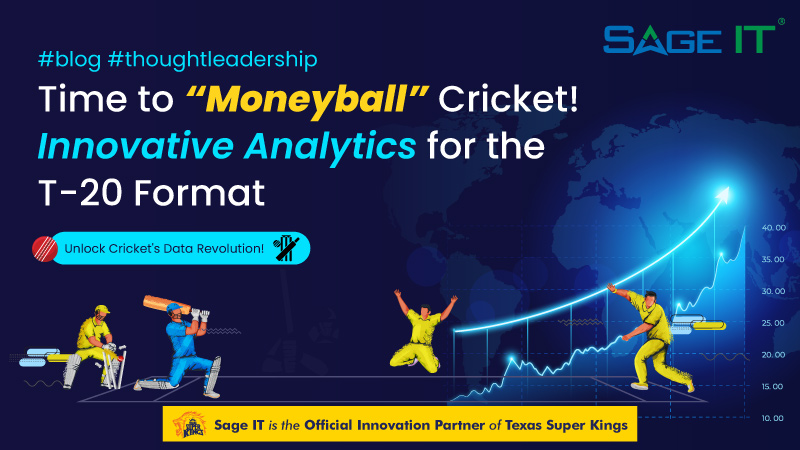 SAGE IT®
#blog #thoughtleadership
Time to “Moneyball” Cricket!
Innovative Analytics for the
T-20 Format
Unlock Cricket's Data Revolution!
40. 00
35. 00
30. 00
25. 00
20. 00
15. 00
10. 00
SUPER
KINGS
Sage IT is the Official Innovation Partner of Texas Super Kings